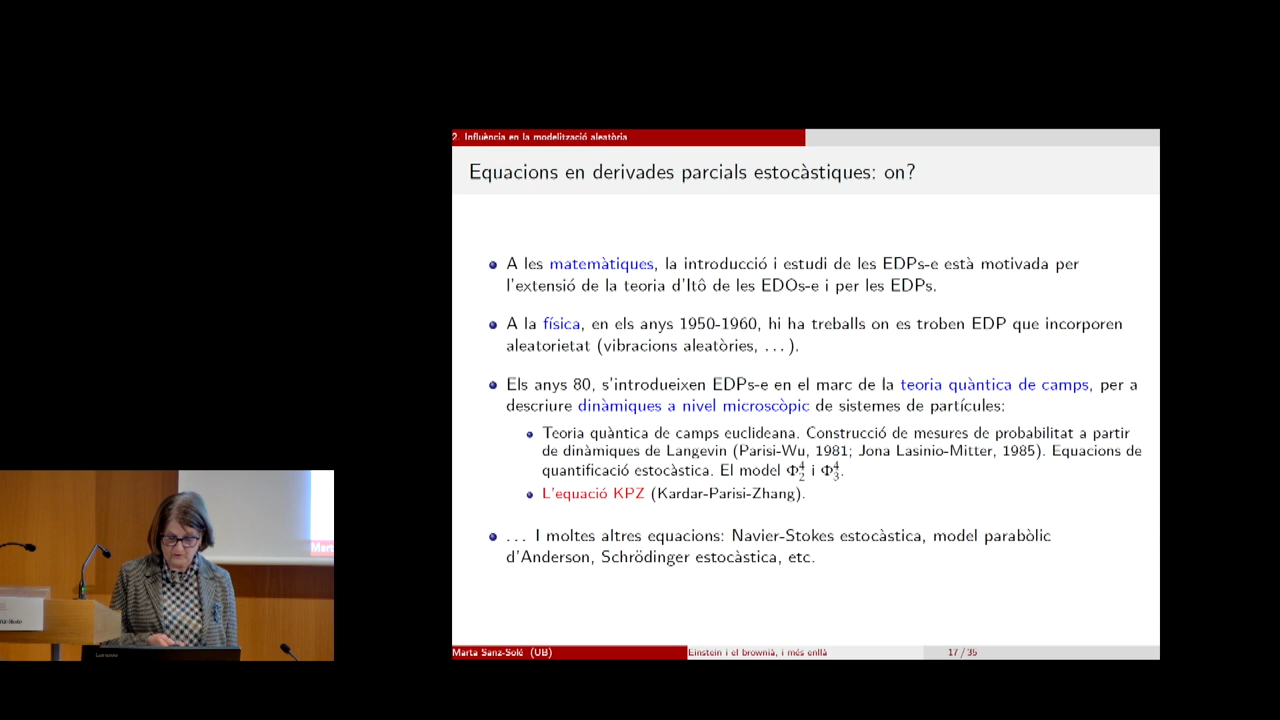 2. Influència en la modelització aleatòria
Equacions en derivades parcials estocàstiques: on?
A les matemàtiques, la introducció i estudi de les EDPs-e està motivada per
l'extensió de la teoria d'Itô de les EDOs-e i per les EDPs.
A la física, en els anys 1950-1960, hi ha treballs on es troben EDP que incorporen
aleatorietat (vibracions aleatòries, ...).
Els anys 80, s'introdueixen EDPs-e en el marc de la teoria quàntica de camps, per a
descriure dinàmiques a nivell microscòpic de sistemes de partícules:
Teoria quàntica de camps euclideana. Construcció de mesures de probabilitat a partir
de dinàmiques de Langevin (Parisi-Wu, 1981; Jona Lasinio-Mitter, 1985). Equacions de
quantificació estocàstica. El model Φ⁴₂ i Φ⁴₃.
L'equació KPZ (Kardar-Parisi-Zhang).
... I moltes altres equacions: Navier-Stokes estocàstica, model parabòlic
d'Anderson, Schrödinger estocàstica, etc.
Marta Sanz-Solé (UB)
Einstein i el brownià, i més enllà
17 / 35
Lenovo